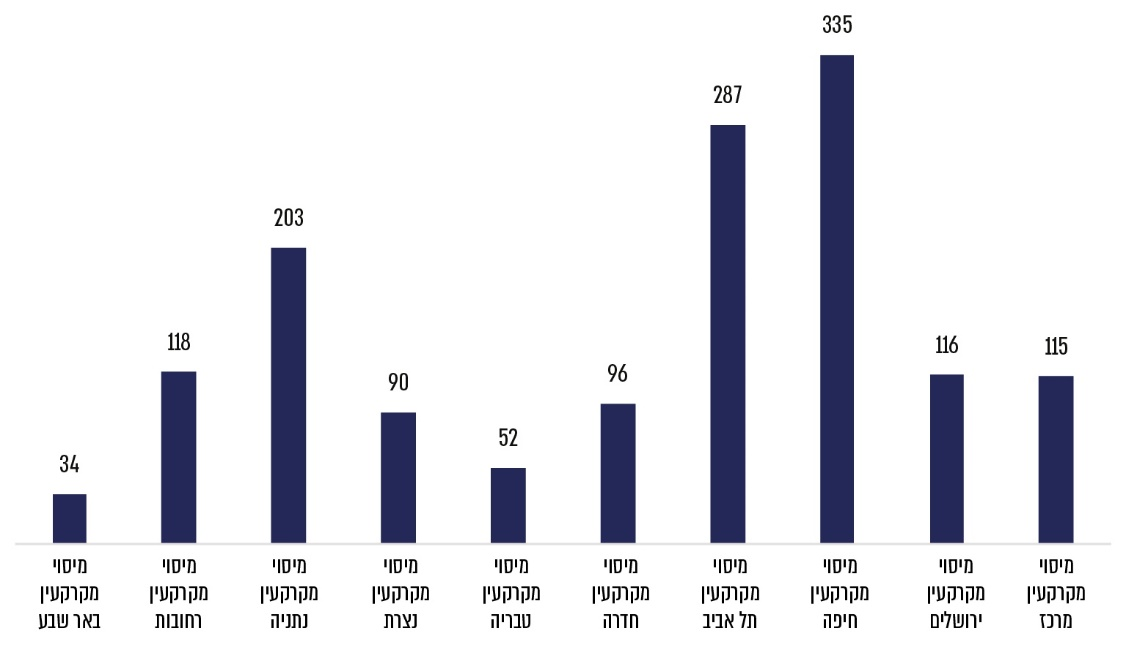 335
287
203
118
116
115
96
90
52
34
מיסוי
מקרקעין
באר שבע
מיסוי
מקרקעין
רחובות
מיסוי
מקרקעין
נתניה
מיסוי
מקרקעין
נצרת
מיסוי
מקרקעין
טבריה
מיסוי
מקרקעין
חדרה
מיסוי
מקרקעין
תל אביב
מיסוי
מקרקעין
חיפה
מיסוי
מקרקעין
ירושלים
מיסוי
מקרקעין
מרכז